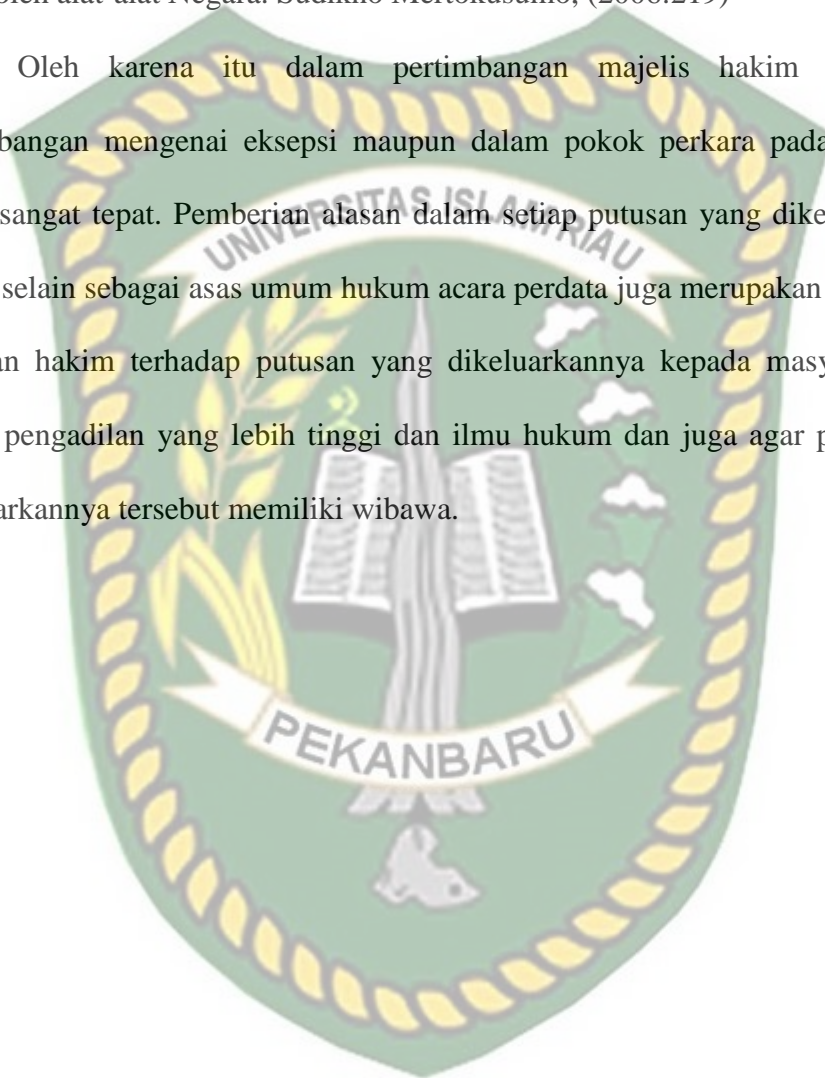 oleh alat-alat Negara. Sudikno Mertokusumo, (2006:219)
Oleh karena itu dalam pertimbangan majelis hakim
bangan mengenai eksepsi maupun dalam pokok perkara pada
sangat tepat. Pemberian alasan dalam setiap putusan yang dike
selain sebagai asas umum hukum acara perdata juga merupakan
an hakim terhadap putusan yang dikeluarkannya kepada masy
pengadilan yang lebih tinggi dan ilmu hukum dan juga agar p
arkannya tersebut memiliki wibawa.
UNIVERSITAS ISLAM RIAU
PEKANBARU